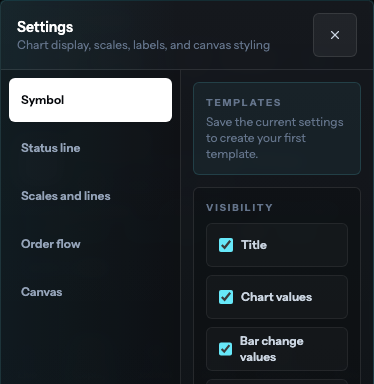 Settings
Chart display, scales, labels, and canvas styling
Symbol
Status line
Scales and lines
Order flow
Canvas
TEMPLATES
Save the current settings
to create your first
template.
VISIBILITY
Title
Chart values
Bar change
values